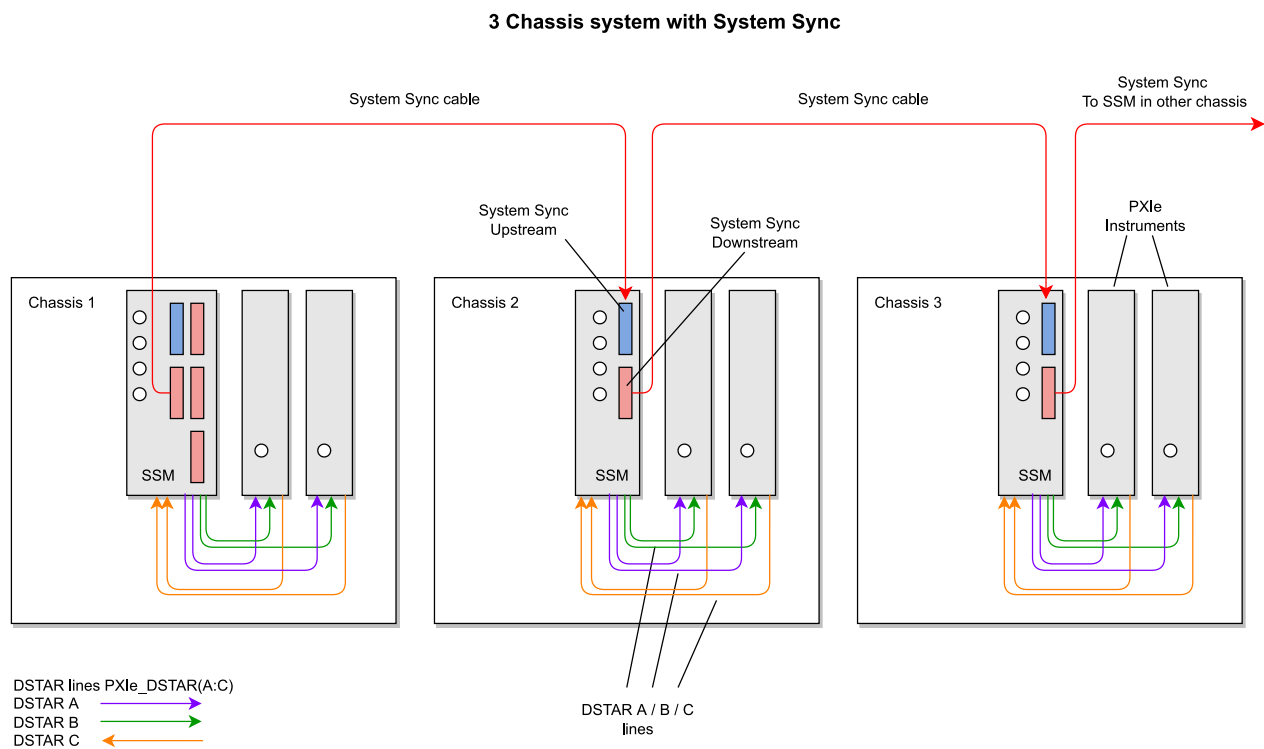 3 Chassis system with System Sync
System Sync cable
System Sync cable
System Sync
To SSM in other chassis
System Sync
Upstream
System Sync
Downstream
PXIe
Instruments
Chassis 1
Chassis 2
Chassis 3
SSM
SSM
SSM
DSTAR lines PXIe_DSTAR(A:C)
DSTAR A
DSTAR B
DSTAR C
DSTAR A / B / C
lines